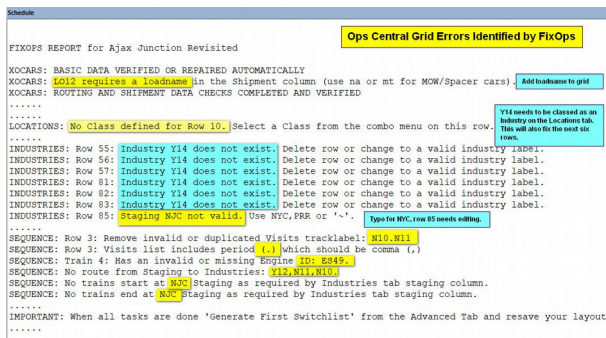 Schedule
Ops Central Grid Errors Identified by FixOps
FIXOPS REPORT for Ajax Junction Revisited
XOCARS: BASIC DATA VERIFIED OR REPAIRED AUTOMATICALLY
XOCARS: LO12 requires a loadname in the Shipment column (use na or mt for MOW/Spacer cars).
Add loadname to grid
XOCARS: ROUTING AND SHIPMENT DATA CHECKS COMPLETED AND VERIFIED
......
......
LOCATIONS: No Class defined for Row 10. Select a Class from the combo menu on this row.
Y14 needs to be classed as an
Industry on the Locations tab.
This will also fix the next six
rows.
......
INDUSTRIES: Row 55: Industry Y14 does not exist. Delete row or change to a valid industry label.
INDUSTRIES: Row 56: Industry Y14 does not exist. Delete row or change to a valid industry label.
INDUSTRIES: Row 57: Industry Y14 does not exist. Delete row or change to a valid industry label.
INDUSTRIES: Row 81: Industry Y14 does not exist. Delete row or change to a valid industry label.
INDUSTRIES: Row 82: Industry Y14 does not exist. Delete row or change to a valid industry label.
INDUSTRIES: Row 83: Industry Y14 does not exist. Delete row or change to a valid industry label.
INDUSTRIES: Row 85: Staging NJC not valid. Use NYC,PRR or '~'.
Typo for NYC, row 85 needs editing.
......
SEQUENCE: Row 3: Remove invalid or duplicated Visits tracklabel: N10.N11
SEQUENCE: Row 3: Visits list includes period (.) which should be comma (,)
SEQUENCE: Train 4: Has an invalid or missing Engine ID: ES49.
SEQUENCE: No route from Staging to Industries: Y12,N11,N10.
SEQUENCE: No trains start at NJC Staging as required by Industries tab staging column.
SEQUENCE: No trains end at NJC Staging as required by Industries tab staging column.
......
IMPORTANT: When all tasks are done 'Generate First Switchlist' from the Advanced Tab and resave your layout
......